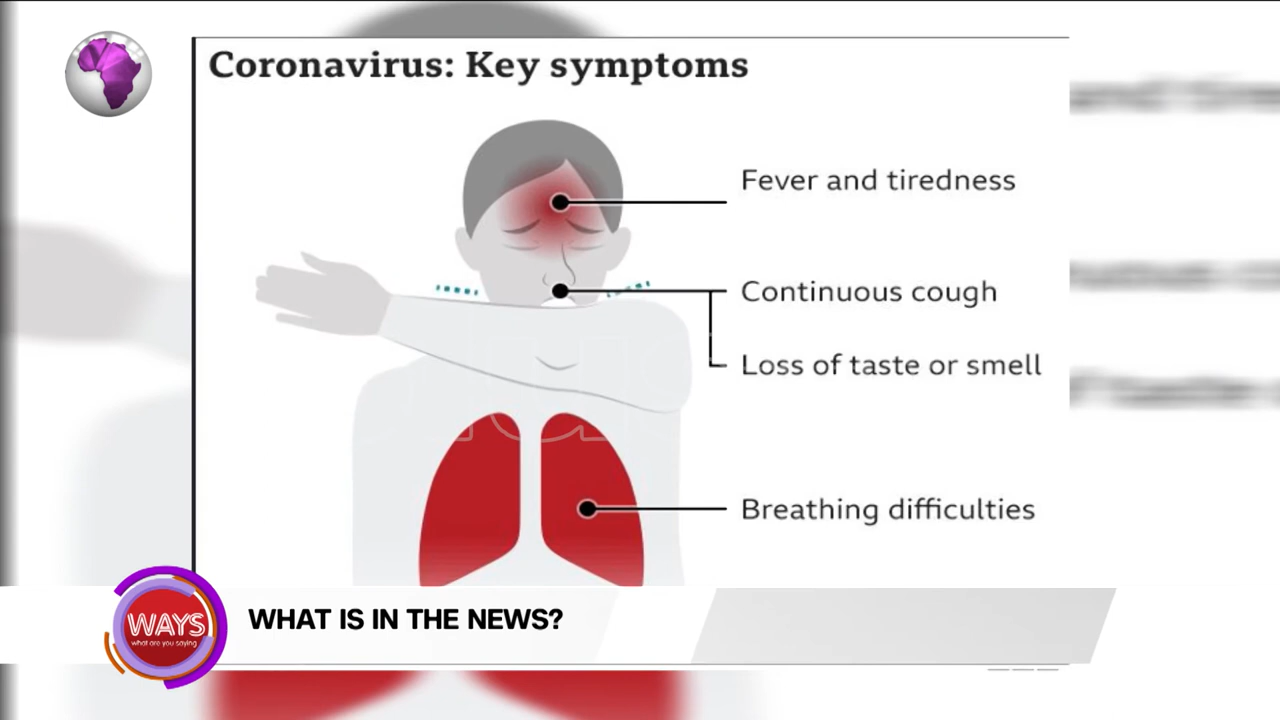 Coronavirus: Key symptoms
Fever and tiredness
Continuous cough
Loss of taste or smell
Breathing difficulties
WAYS
what are you saying
WHAT IS IN THE NEWS?